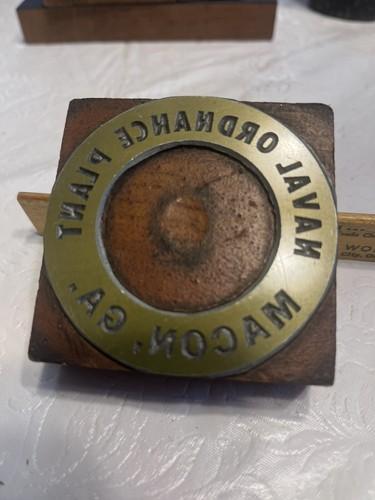 NAVAL ORDNANCE PLANT
MACON, GA.